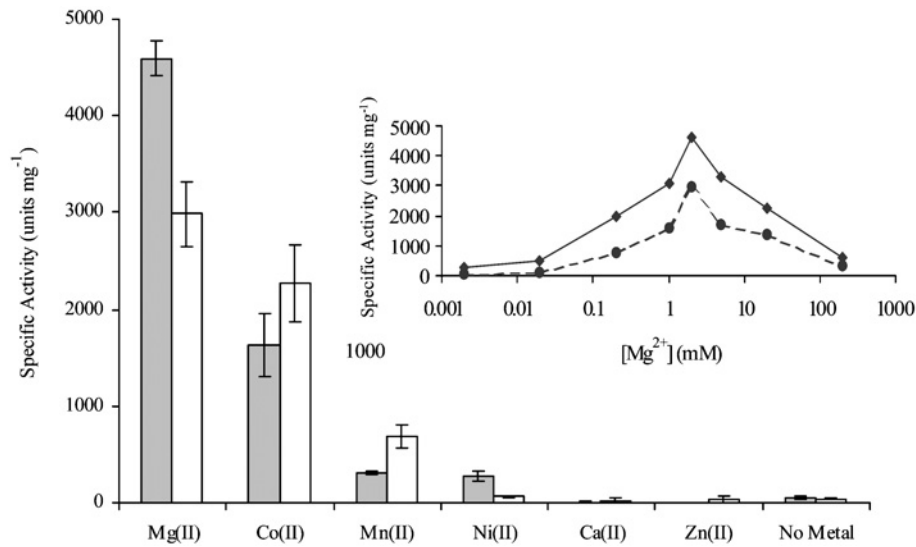 5000
4000
3000
2000
1000
0
Specific Activity (units mg-1)
Mg(II) Co(II) Mn(II) Ni(II) Ca(II) Zn(II) No Metal
5000
4000
3000
2000
1000
0
Specific Activity (units mg-1)
0.001 0.01 0.1 1 10 100 1000
[Mg2+] (mM)
1000